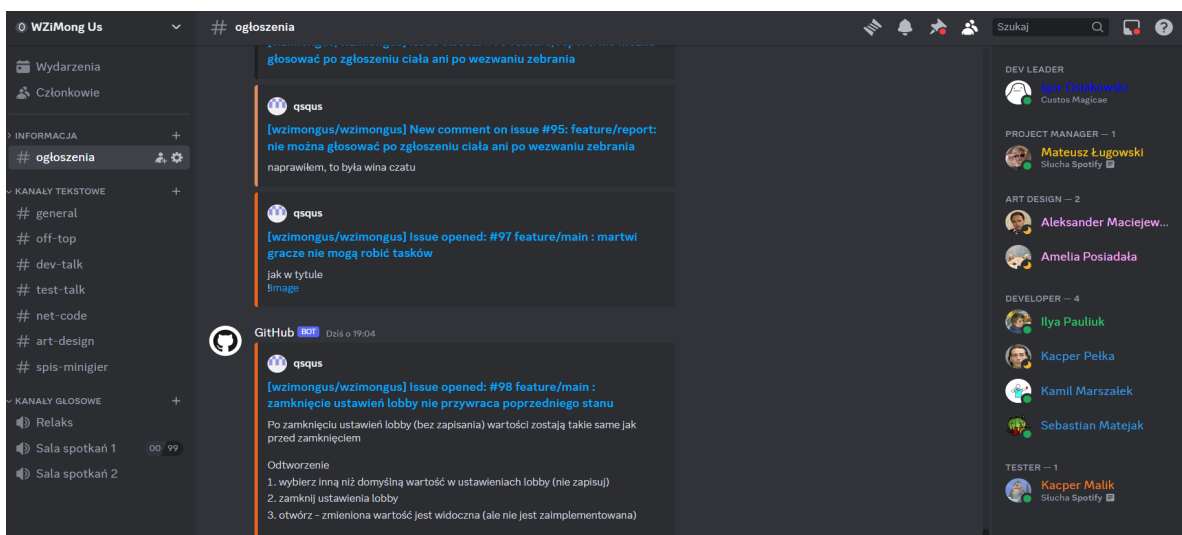 WZiMong Us
ogłoszenia
Szukaj
Wydarzenia
Członkowie
INFORMACJA
ogłoszenia
KANAŁY TEKSTOWE
# general
# off-top
# dev-talk
# test-talk
# net-code
# art-design
# spis-minigier
KANAŁY GŁOSOWE
Relaks
Sala spotkań 1 00 99
Sala spotkań 2
głosować po zgłoszeniu ciała ani po wezwaniu zebrania
qsqus
[wzimongus/wzimongus] New comment on issue #95: feature/report:
nie można głosować po zgłoszeniu ciała ani po wezwaniu zebrania
naprawiłem, to była wina czatu
qsqus
[wzimongus/wzimongus] Issue opened: #97 feature/main : martwi
gracze nie mogą robić tasków
jak w tytule
!image
GitHub BOT Dziś o 19:04
qsqus
[wzimongus/wzimongus] Issue opened: #98 feature/main :
zamknięcie ustawień lobby nie przywraca poprzedniego stanu
Po zamknięciu ustawień lobby (bez zapisania) wartości zostają takie same jak
przed zamknięciem
Odtworzenie
1. wybierz inną niż domyślną wartość w ustawieniach lobby (nie zapisuj)
2. zamknij ustawienia lobby
3. otwórz - zmieniona wartość jest widoczna (ale nie jest zaimplementowana)
DEV LEADER
Igor
Custos Magicae
PROJECT MANAGER — 1
Mateusz Ługowski
Słucha Spotify
ART DESIGN — 2
Aleksander Maciejew...
Amelia Posiadała
DEVELOPER — 4
Ilya Pauliuk
Kacper Pełka
Kamil Marszałek
Sebastian Matejak
TESTER — 1
Kacper Malik
Słucha Spotify